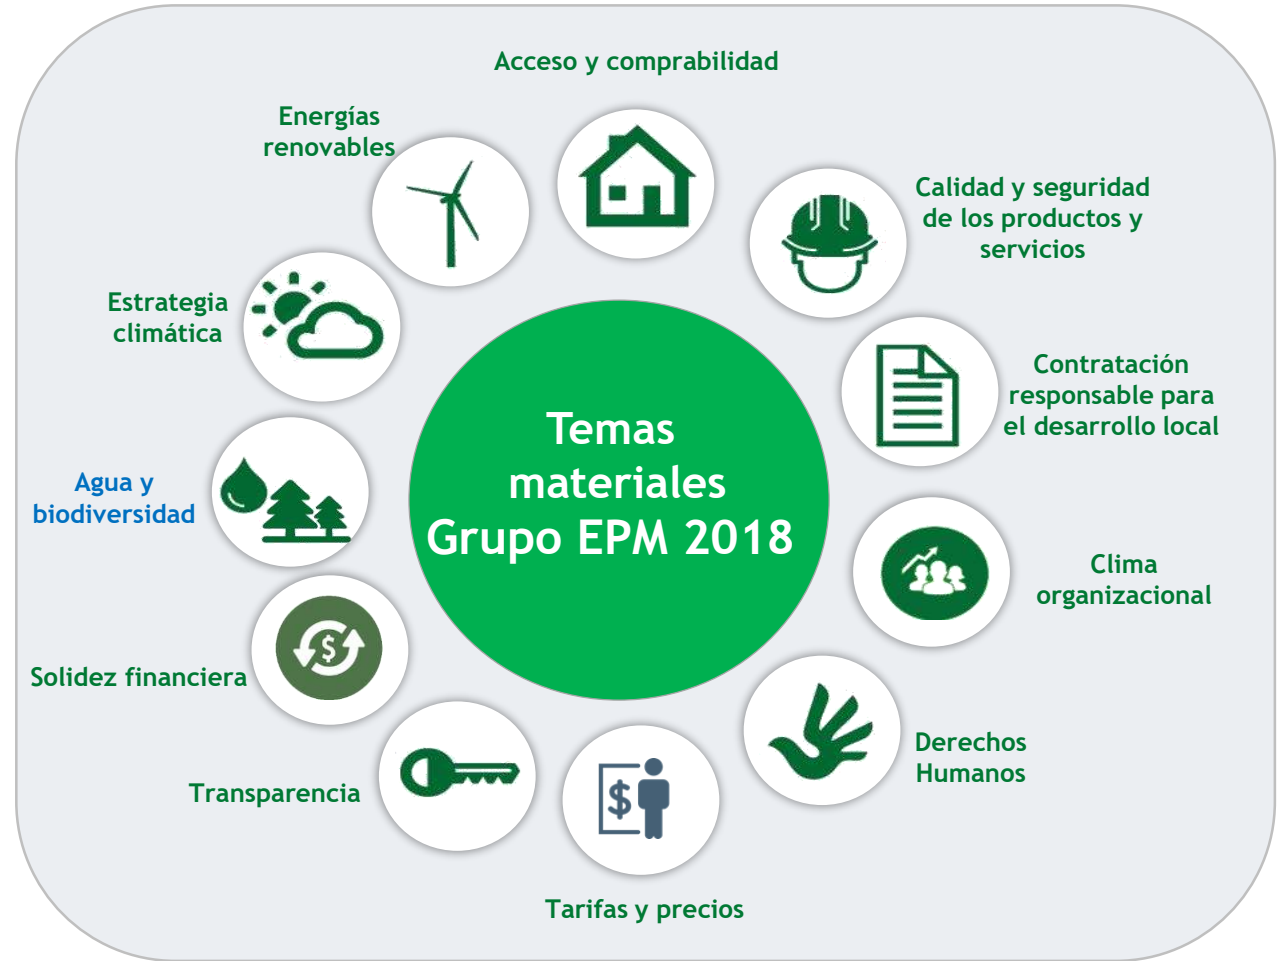 Acceso y comprabilidad
Energías
renovables
Calidad y seguridad
de los productos y
servicios
Estrategia
climática
Contratación
responsable para
el desarrollo local
Temas
materiales
Grupo EPM 2018
Agua y
biodiversidad
Clima
organizacional
Solidez financiera
$
Derechos
Humanos
Transparencia
$
Tarifas y precios